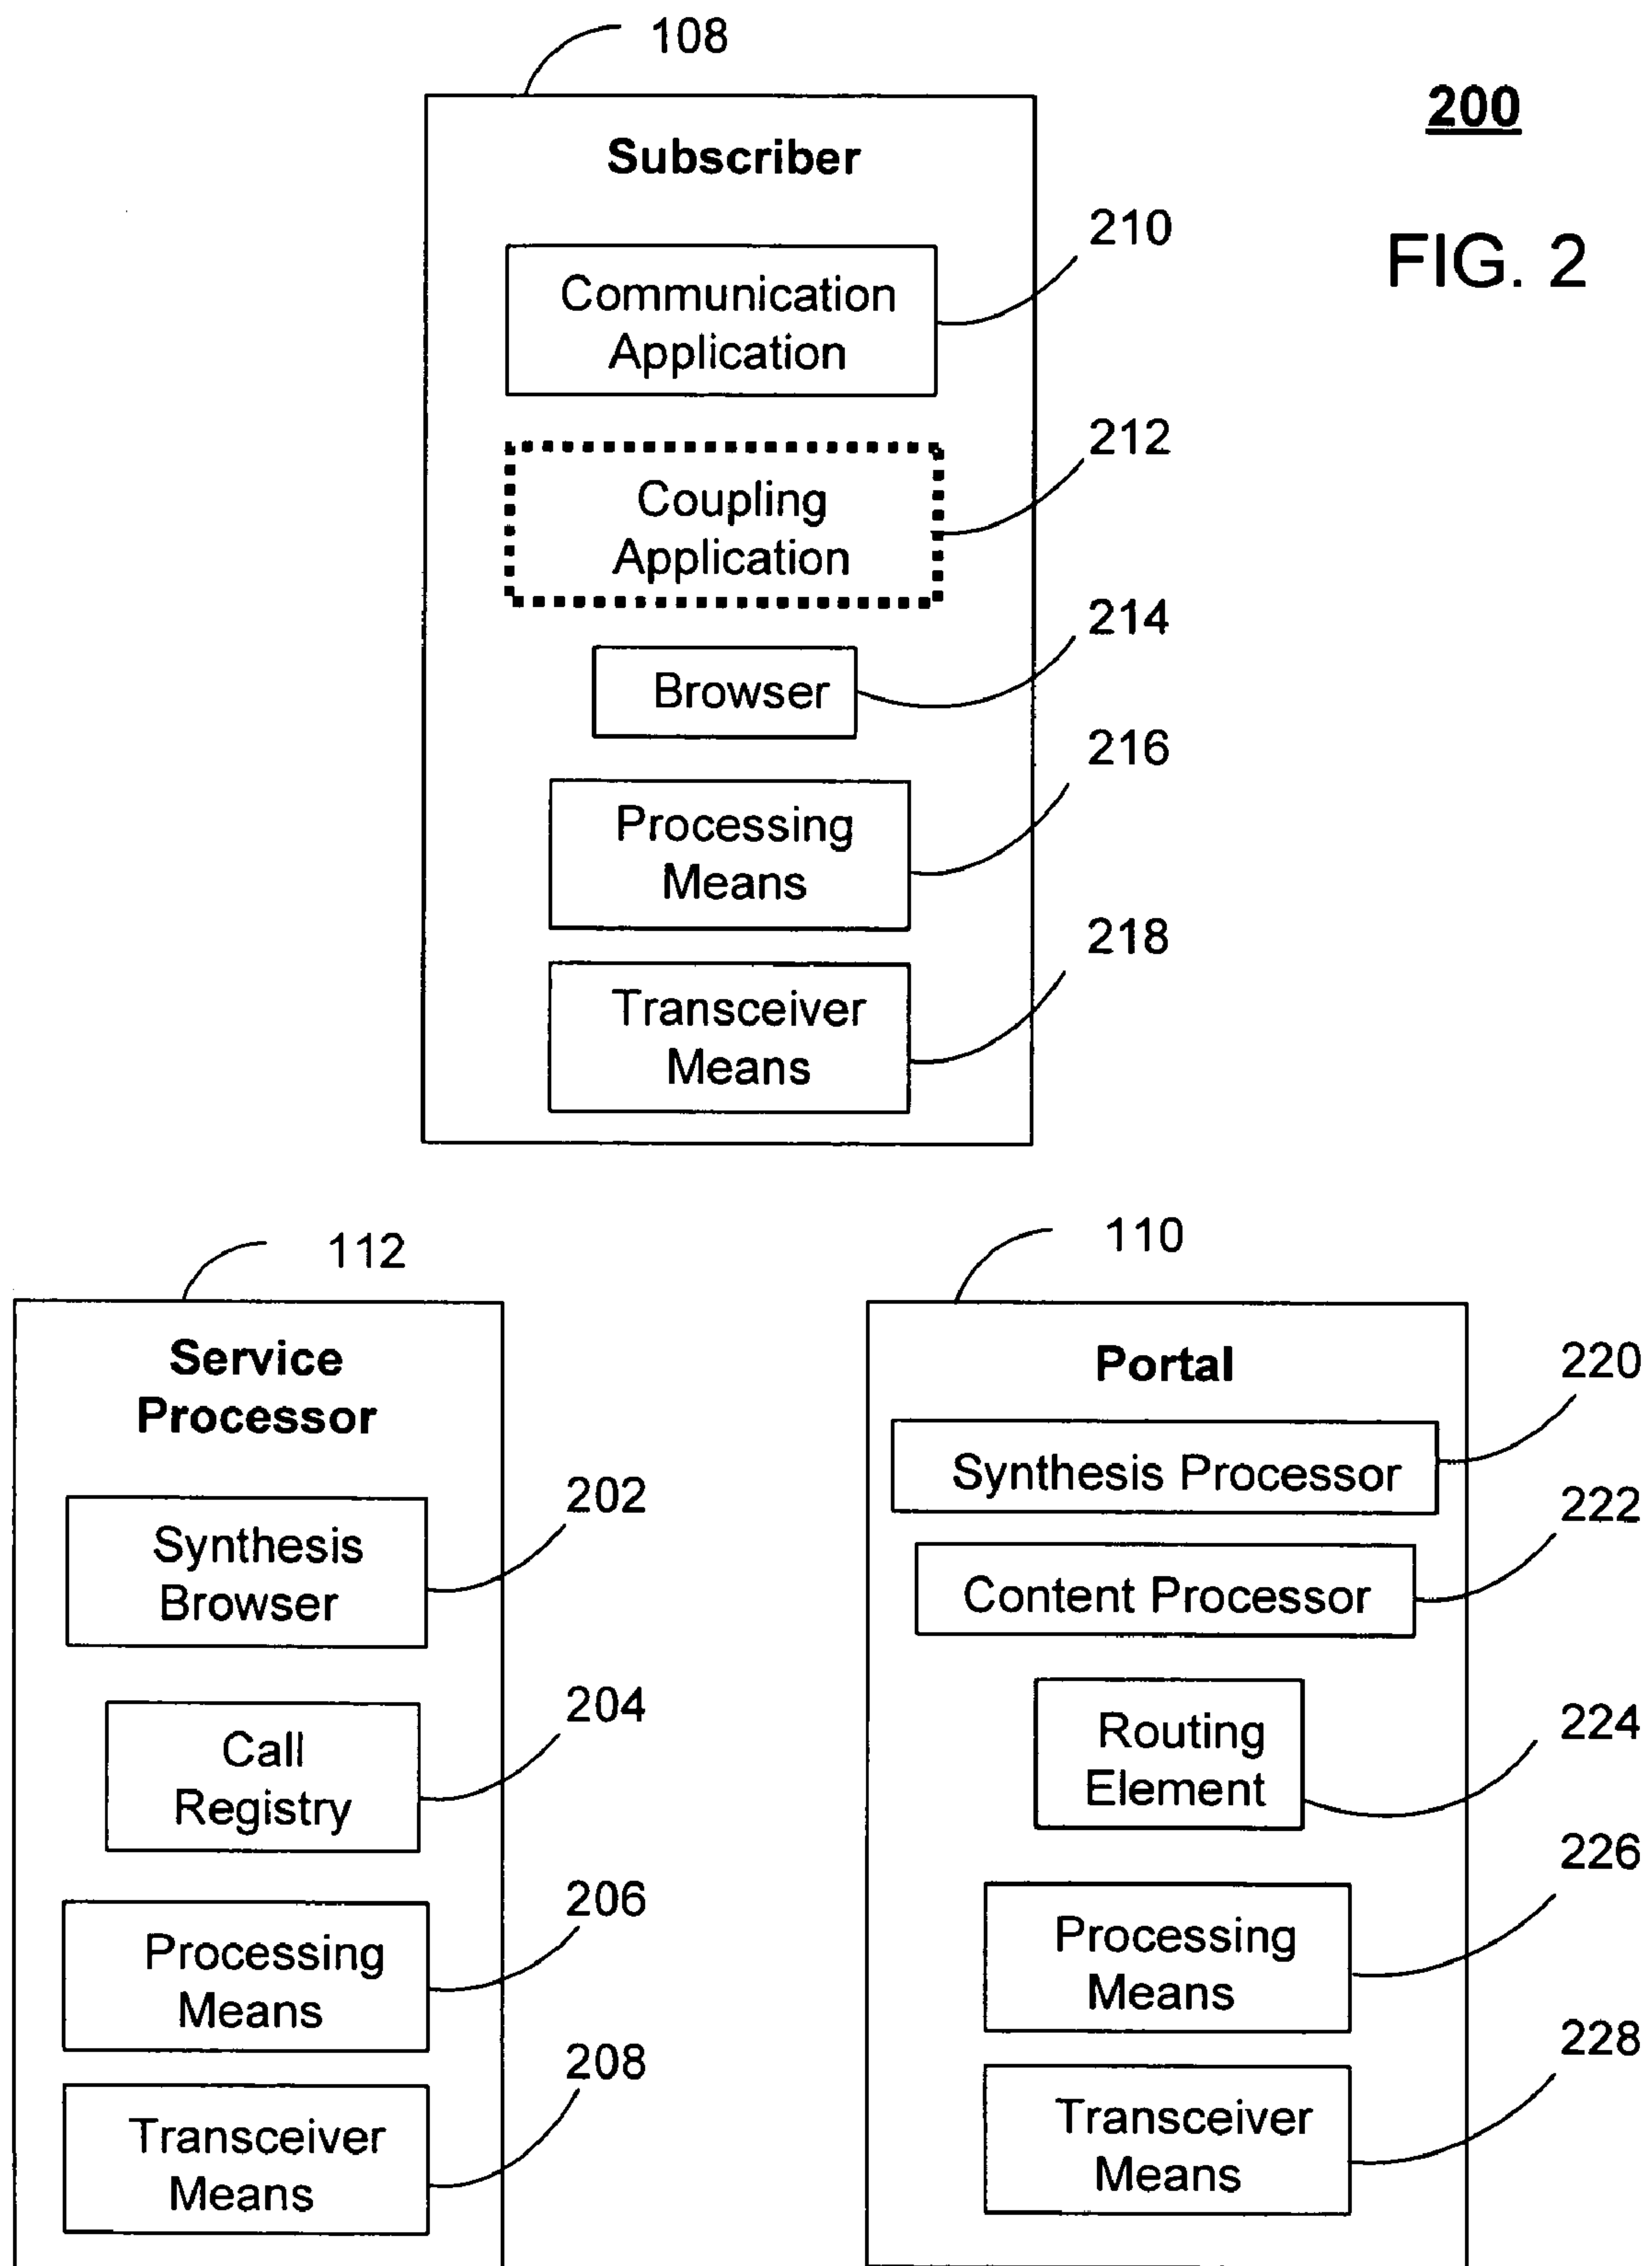 108
200
Subscriber
210
FIG. 2
Communication
Application
212
Coupling
Application
214
Browser
216
Processing
Means
218
Transceiver
Means
112
Service
Processor
202
Synthesis
Browser
204
Call
Registry
206
Processing
Means
208
Transceiver
Means
110
Portal
220
Synthesis Processor
222
Content Processor
224
Routing
Element
226
Processing
Means
228
Transceiver
Means